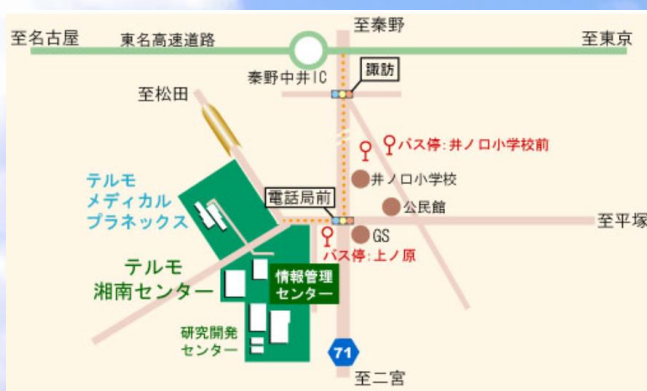 至秦野
至名古屋
東名高速道路
至東京
秦野中井IC
諏訪
至松田
バス停:井ノ口小学校前
テルモ
メディカル
プラネックス
井ノ口小学校
電話局前
公民館
至平塚
GS
バス停:上ノ原
テルモ
湘南センター
情報管理
センター
研究開発
センター
71
至二宮